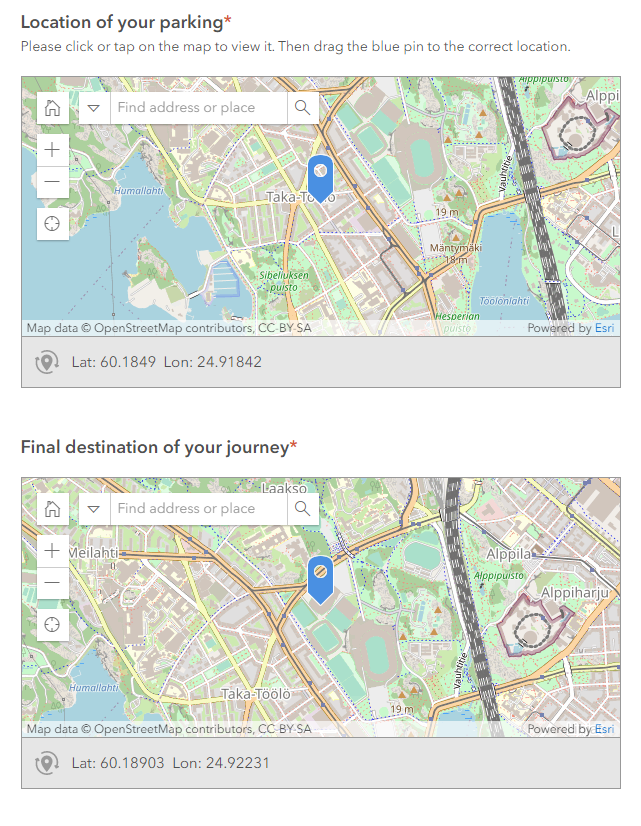 Location of your parking*
Please click or tap on the map to view it. Then drag the blue pin to the correct location.
Alppipuisto
Alppi
Find address or place
Vauhtitie
Humallahti
Taka-Töölö
19 m
Mäntymäki
18 m
Sibeliuksen
puisto
Töölönlahti
Hesperian
puisto
Map data © OpenStreetMap contributors, CC-BY-SA
Powered by Esri
Lat: 60.1849 Lon: 24.91842
Final destination of your journey*
Laakso
Find address or place
Meilahti
Alppila
Alppipuisto
Alppiharju
Vauhtitie
Humallahti
Taka-Töölö
19 m
Map data © OpenStreetMap contributors, CC-BY-SA
Powered by Esri
Lat: 60.18903 Lon: 24.92231